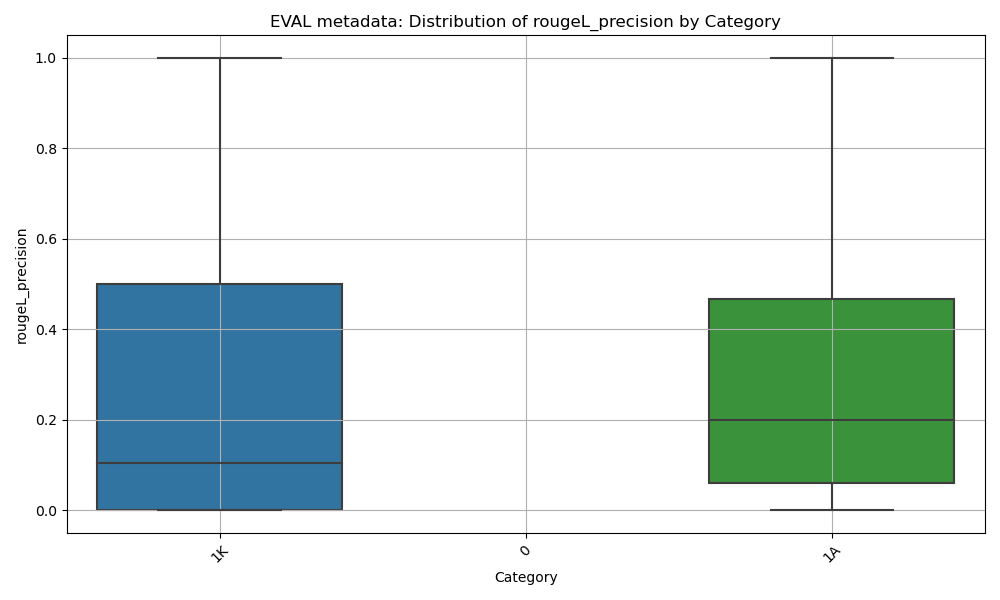 EVAL metadata: Distribution of rougeL_precision by Category
rougeL_precision
1.0
0.8
0.6
0.4
0.2
0.0
1K
0
1A
Category